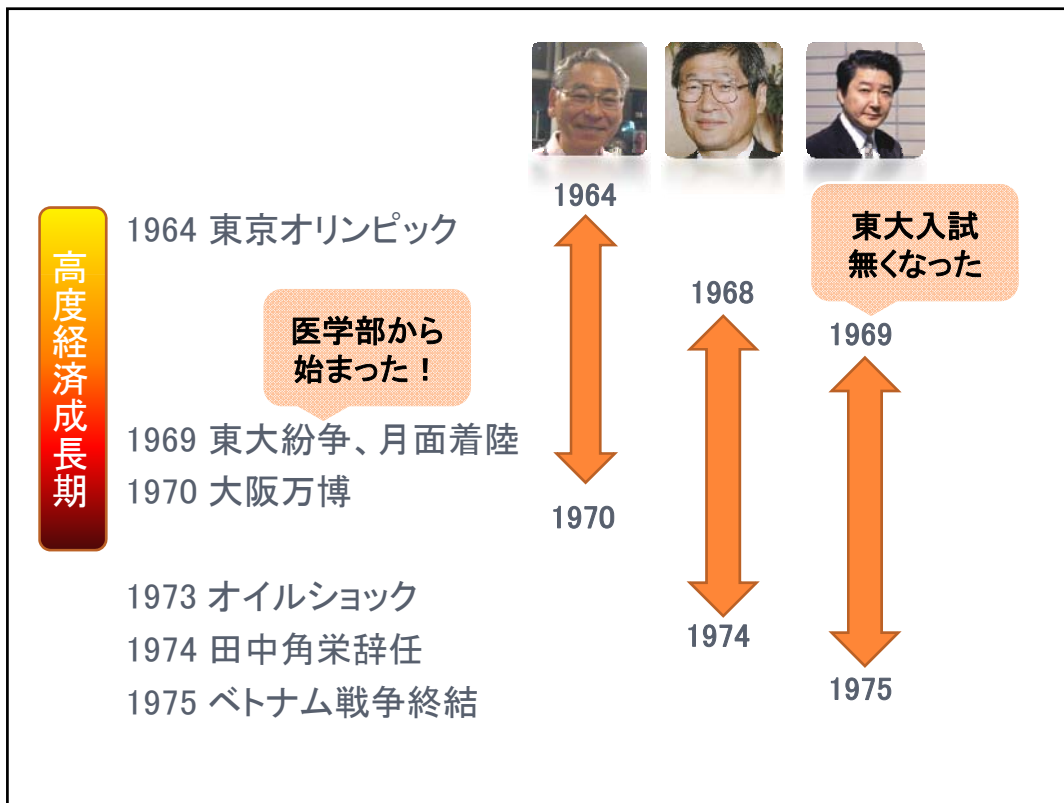 高度経済成長期
1964 東京オリンピック
医学部から
始まった！
1969 東大紛争、月面着陸
1970 大阪万博
1973 オイルショック
1974 田中角栄辞任
1975 ベトナム戦争終結
1964
1970
1968
1974
東大入試
無くなった
1969
1975